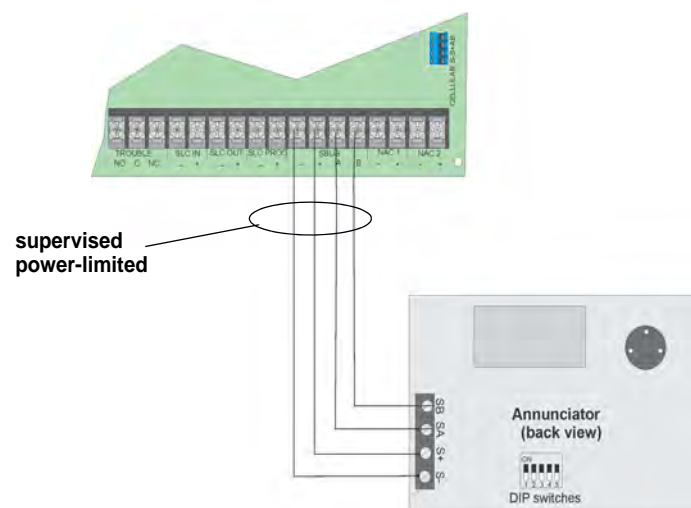 CELLULAR S- S+ A B
TROUBLE SLC IN SLC OUT SLC PROG SBUS NAC 1 NAC 2
NO C NC - + - + - + - + A B - + - +
supervised
power-limited
SB
SA
S+
S-
Annunciator
(back view)
ON
1 2 3 4 5
DIP switches